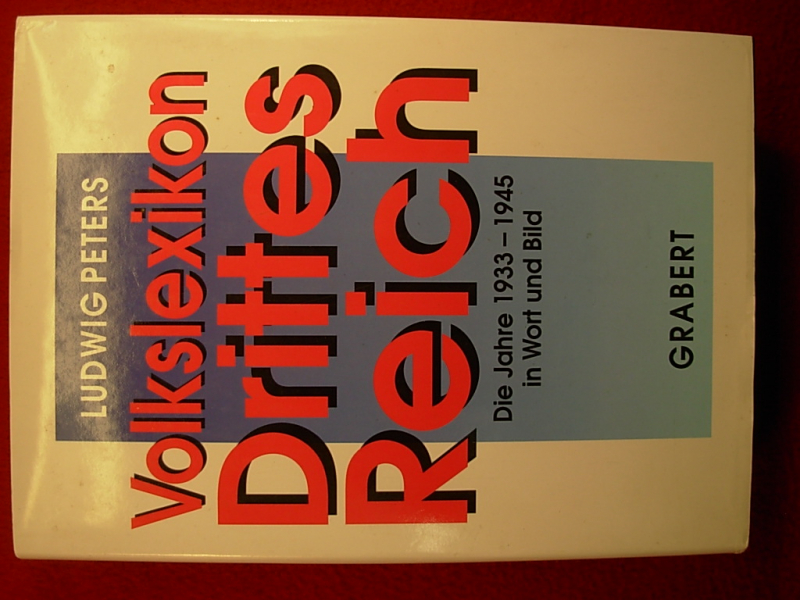 LUDWIG PETERS
Volkslexikon
Drittes
Reich
Die Jahre 1933 – 1945
in Wort und Bild
GRABERT